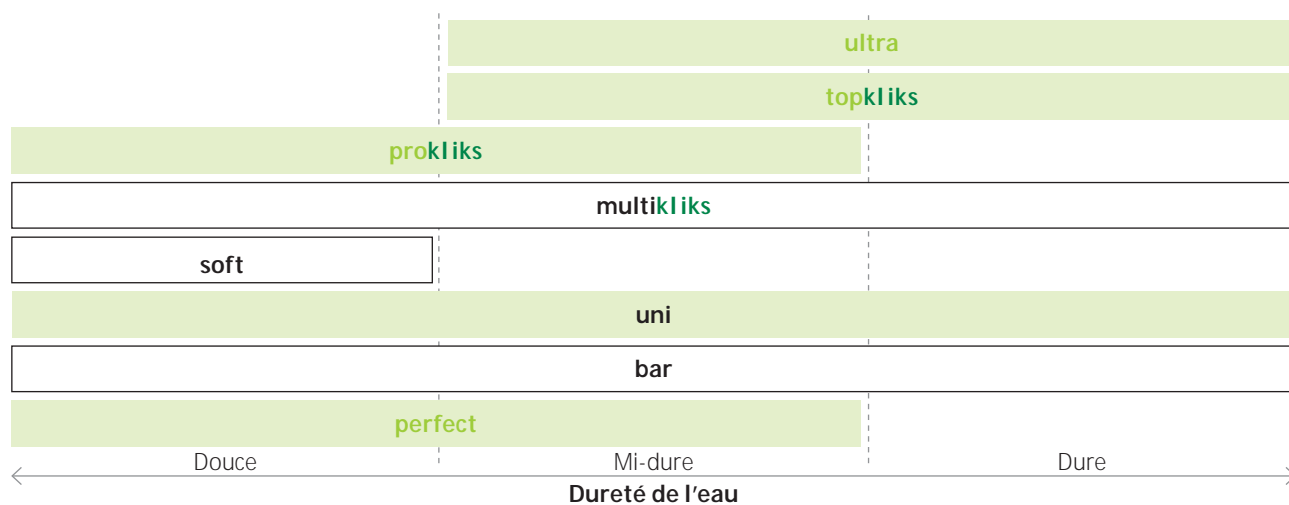 ultra
topkliks
prokliks
multikliks
soft
uni
bar
perfect
Douce Mi-dure Dure
Dureté de l'eau